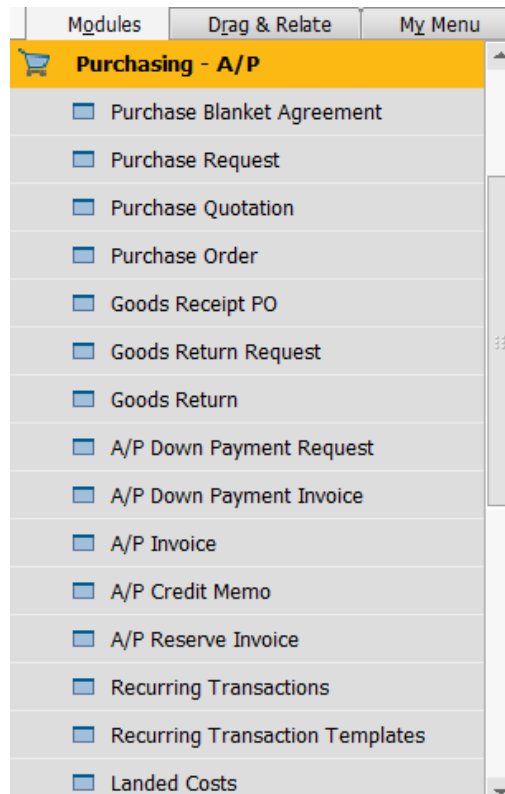 Modules Drag & Relate My Menu
Purchasing - A/P
Purchase Blanket Agreement
Purchase Request
Purchase Quotation
Purchase Order
Goods Receipt PO
Goods Return Request
Goods Return
A/P Down Payment Request
A/P Down Payment Invoice
A/P Invoice
A/P Credit Memo
A/P Reserve Invoice
Recurring Transactions
Recurring Transaction Templates
Landed Costs